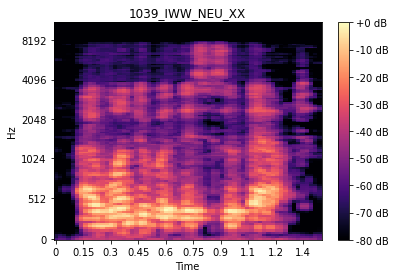 1039_IWW_NEU_XX
Hz
8192
4096
2048
1024
512
0
0 0.15 0.3 0.45 0.6 0.75 0.9 1.1 1.2 1.4
Time
+0 dB
-10 dB
-20 dB
-30 dB
-40 dB
-50 dB
-60 dB
-70 dB
-80 dB